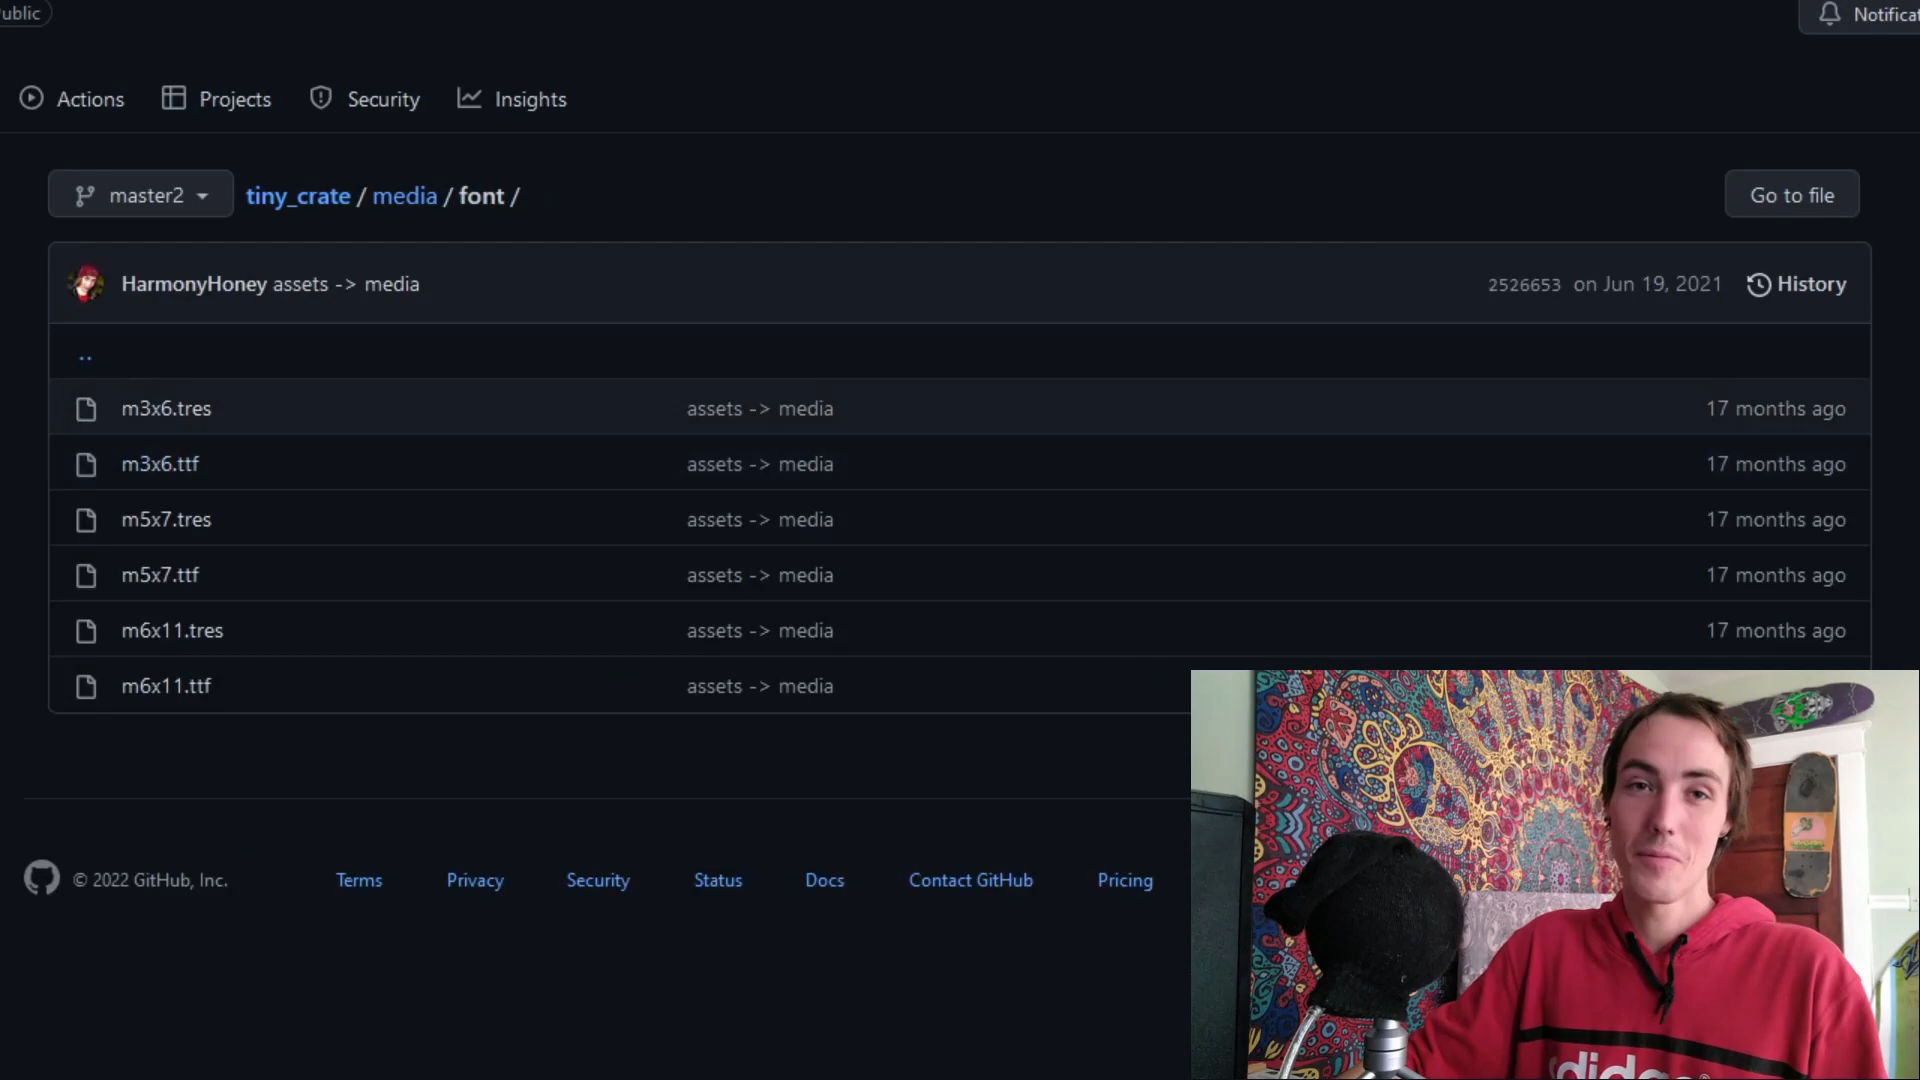 Notificat
Actions Projects Security Insights
master2 tiny_crate / media / font / Go to file
HarmonyHoney assets -> media 2526653 on Jun 19, 2021 History
..
m3x6.tres assets -> media 17 months ago
m3x6.ttf assets -> media 17 months ago
m5x7.tres assets -> media 17 months ago
m5x7.ttf assets -> media 17 months ago
m6x11.tres assets -> media 17 months ago
m6x11.ttf assets -> media
© 2022 GitHub, Inc. Terms Privacy Security Status Docs Contact GitHub Pricing